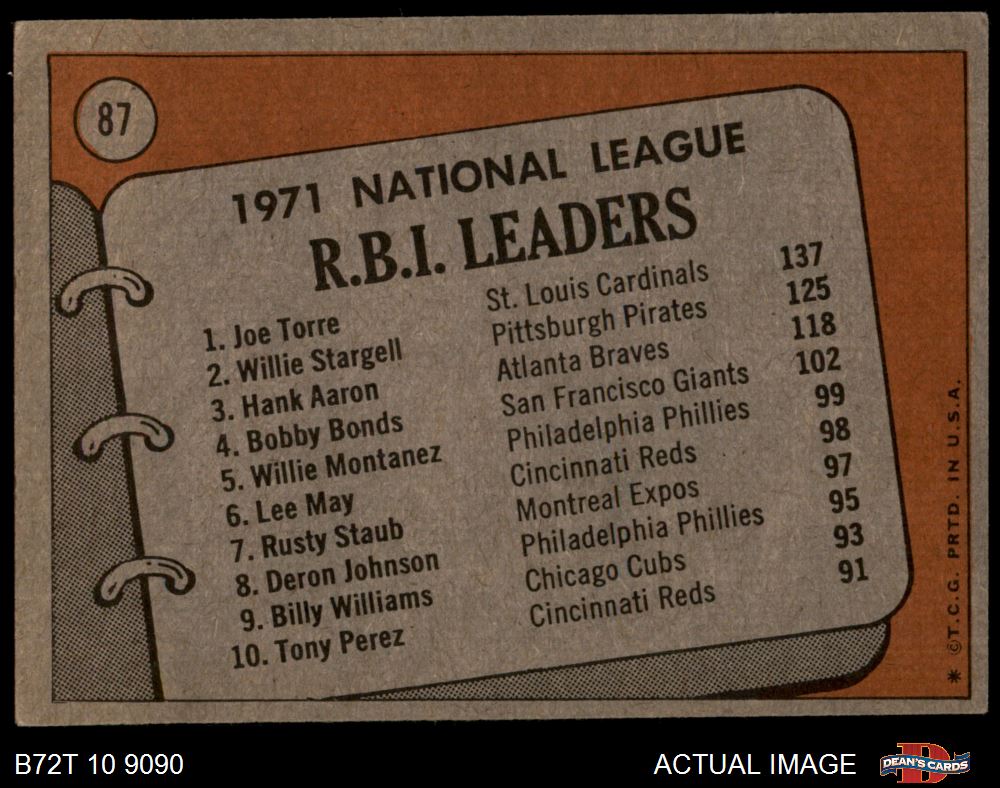 87
1971 NATIONAL LEAGUE
R.B.I. LEADERS
1. Joe Torre St. Louis Cardinals 137
2. Willie Stargell Pittsburgh Pirates 125
3. Hank Aaron Atlanta Braves 118
4. Bobby Bonds San Francisco Giants 102
5. Willie Montanez Philadelphia Phillies 99
6. Lee May Cincinnati Reds 98
7. Rusty Staub Montreal Expos 97
8. Deron Johnson Philadelphia Phillies 95
9. Billy Williams Chicago Cubs 93
10. Tony Perez Cincinnati Reds 91
* ©T.C.G. PRTD. IN U.S.A.
B72T 10 9090 ACTUAL IMAGE
D
DEAN'S CARDS